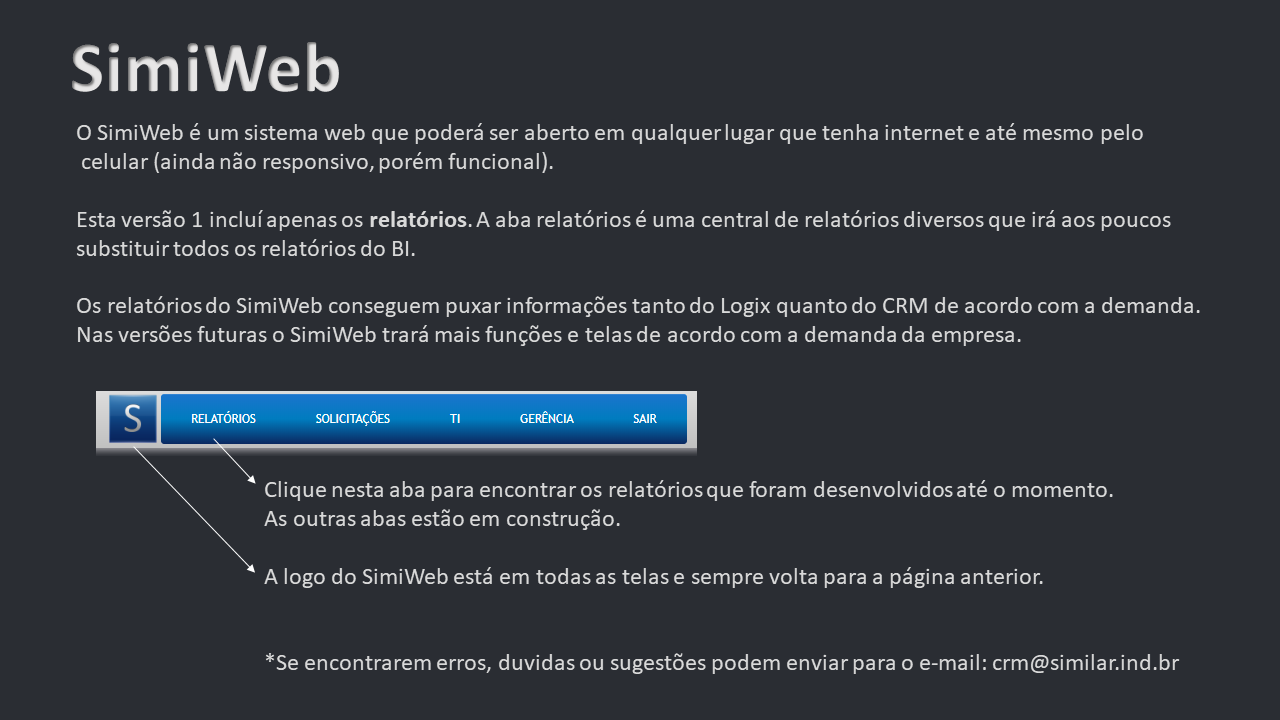 SimiWeb
O SimiWeb é um sistema web que poderá ser aberto em qualquer lugar que tenha internet e até mesmo pelo
celular (ainda não responsivo, porém funcional).
Esta versão 1 incluí apenas os relatórios. A aba relatórios é uma central de relatórios diversos que irá aos poucos
substituir todos os relatórios do BI.
Os relatórios do SimiWeb conseguem puxar informações tanto do Logix quanto do CRM de acordo com a demanda.
Nas versões futuras o SimiWeb trará mais funções e telas de acordo com a demanda da empresa.
S RELATÓRIOS SOLICITAÇÕES TI GERÊNCIA SAIR
Clique nesta aba para encontrar os relatórios que foram desenvolvidos até o momento.
As outras abas estão em construção.
A logo do SimiWeb está em todas as telas e sempre volta para a página anterior.
*Se encontrarem erros, duvidas ou sugestões podem enviar para o e-mail: crm@similar.ind.br